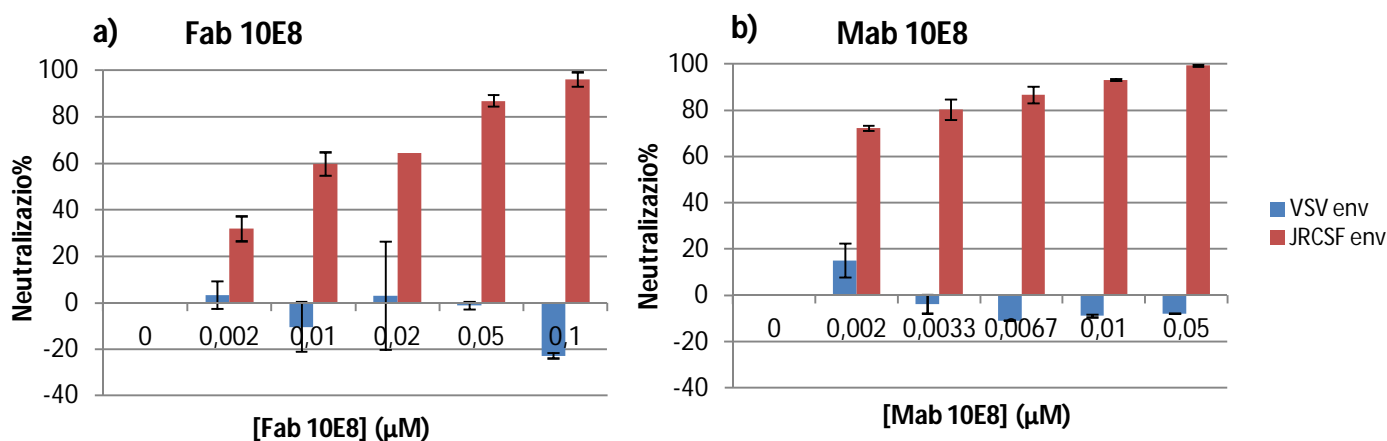 a) Fab 10E8
Neutralizazio%
100
80
60
40
20
0
-20
-40
0 0,002 0,01 0,02 0,05 0,1
[Fab 10E8] (µM)
b) Mab 10E8
Neutralizazio%
100
80
60
40
20
0
-20
-40
0 0,002 0,0033 0,0067 0,01 0,05
[Mab 10E8] (µM)
VSV env
JRCSF env